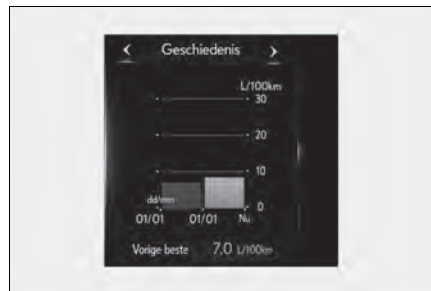 ‹ Geschiedenis ›
L/100km
30
20
10
dd/mm
0
01/01 01/01 Nu
Vorige beste 7.0 L/100km